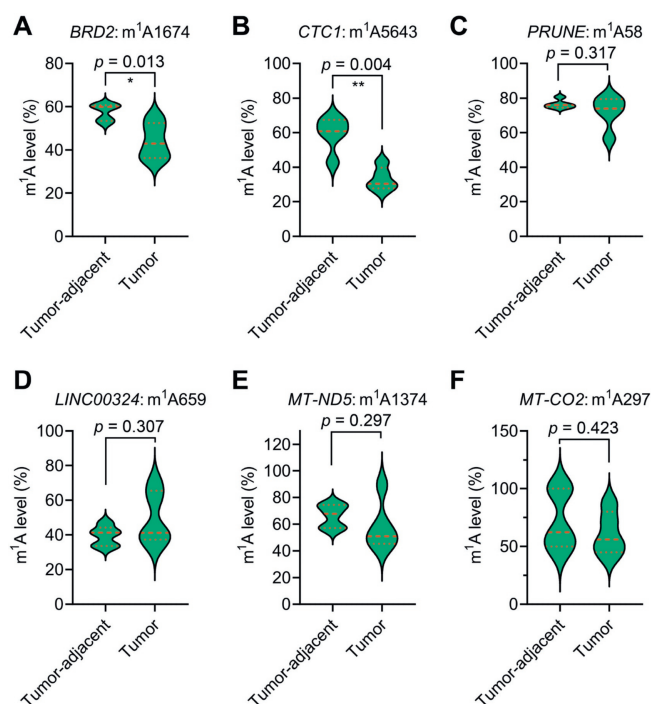 A
BRD2: m¹A1674
p = 0.013
*
m¹A level (%)
80
60
40
20
0
Tumor-adjacent
Tumor
B
CTC1: m¹A5643
p = 0.004
**
m¹A level (%)
100
80
60
40
20
0
Tumor-adjacent
Tumor
C
PRUNE: m¹A58
p = 0.317
m¹A level (%)
100
80
60
40
20
0
Tumor-adjacent
Tumor
D
LINC00324: m¹A659
p = 0.307
m¹A level (%)
100
80
60
40
20
0
Tumor-adjacent
Tumor
E
MT-ND5: m¹A1374
p = 0.297
m¹A level (%)
120
100
80
60
40
20
0
Tumor-adjacent
Tumor
F
MT-CO2: m¹A297
p = 0.423
m¹A level (%)
150
100
50
0
Tumor-adjacent
Tumor